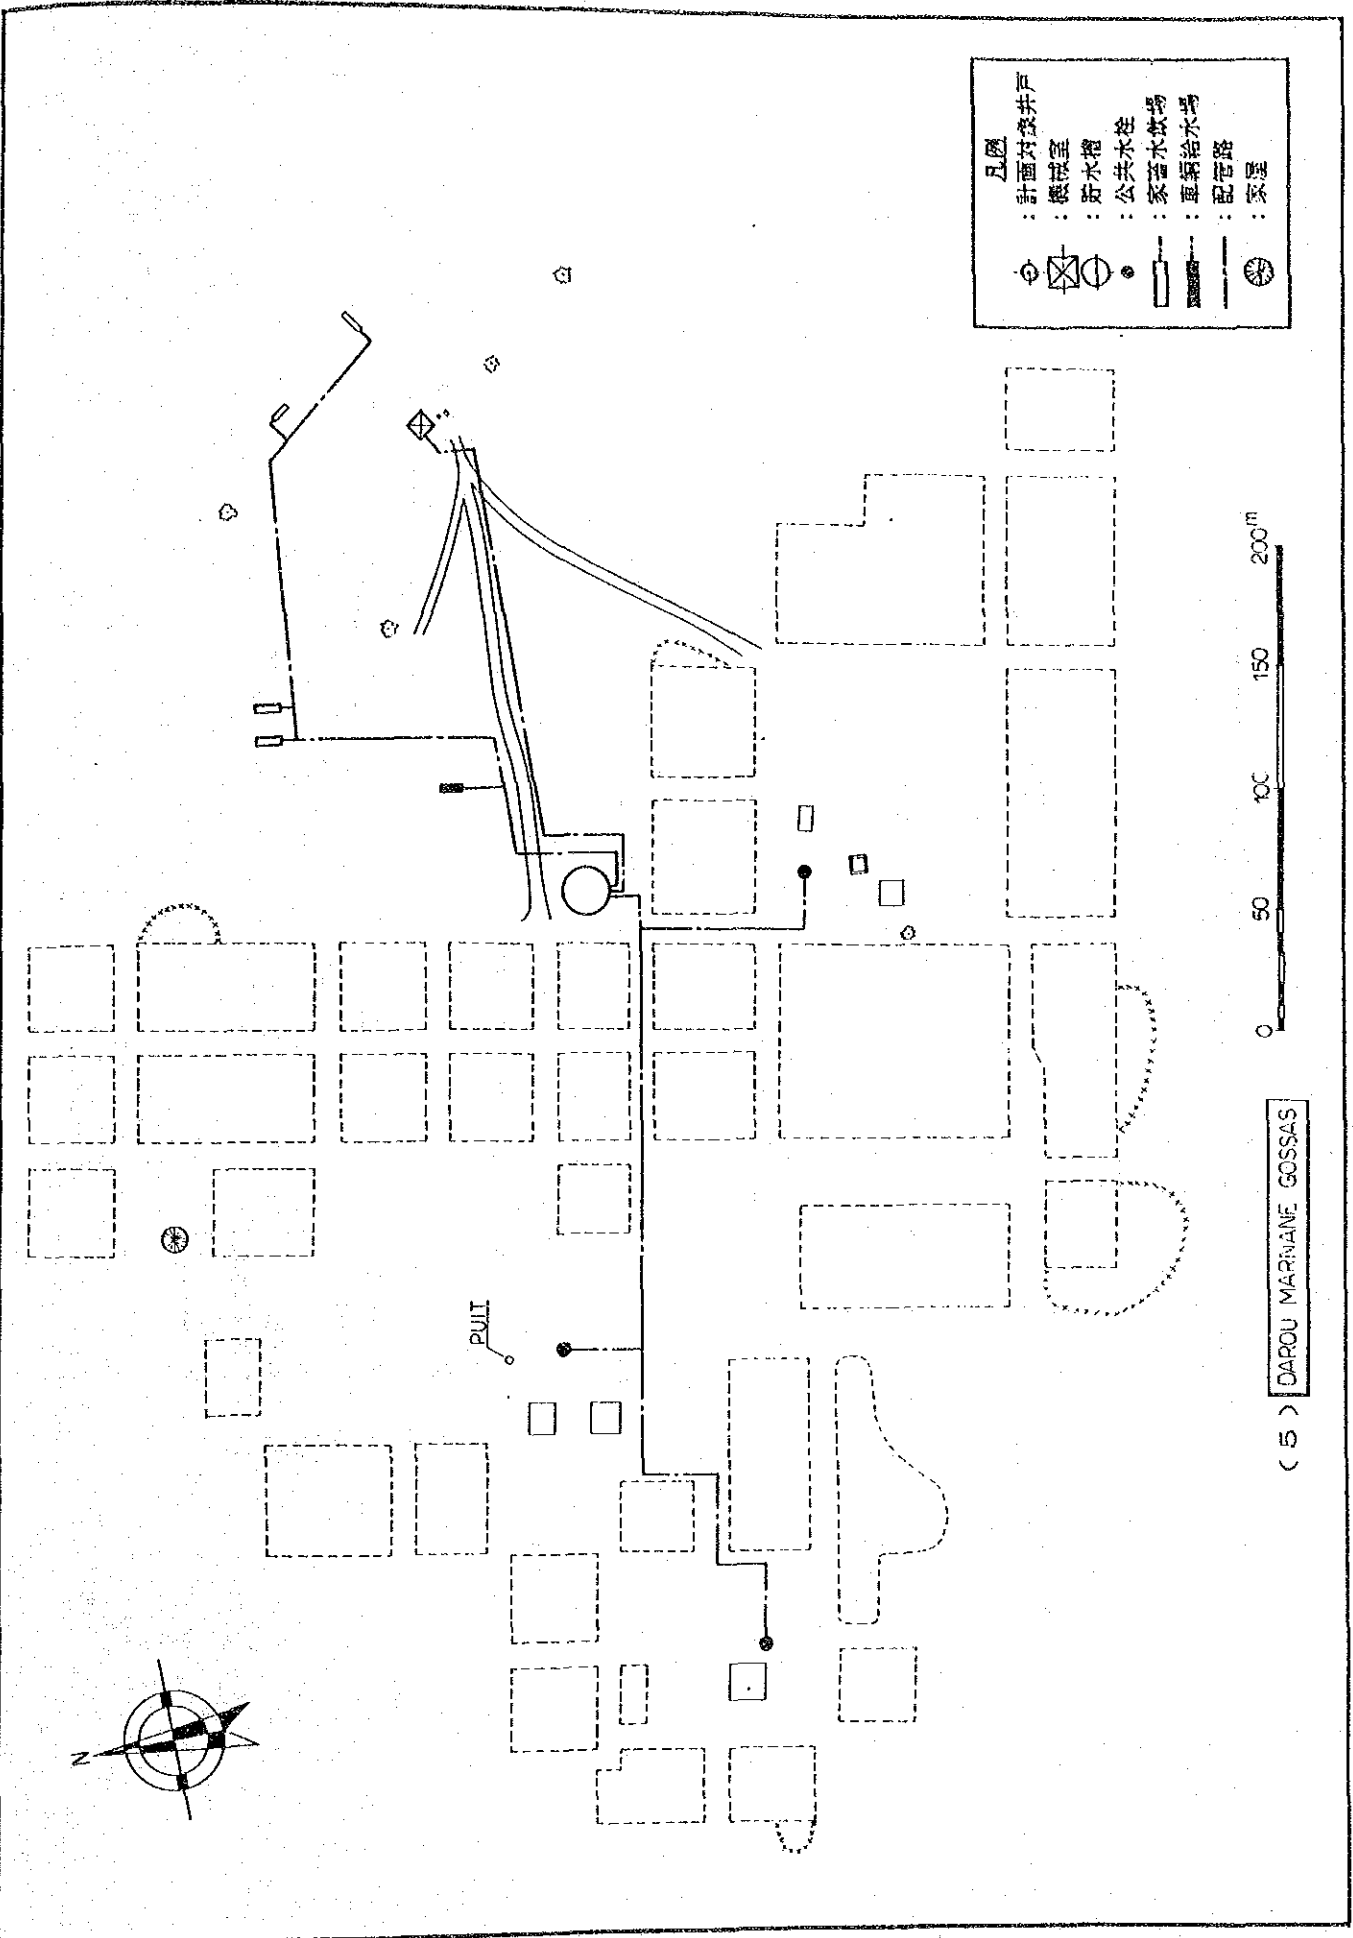 凡例
: 計画対象井戸
: 機械室
: 貯水槽
: 公共水栓
: 家畜水飲場
: 車輌給水場
: 配管路
: 家屋
N
PUIT
0 50 100 150 200m
(5) DAROU MARNANE GOSSAS